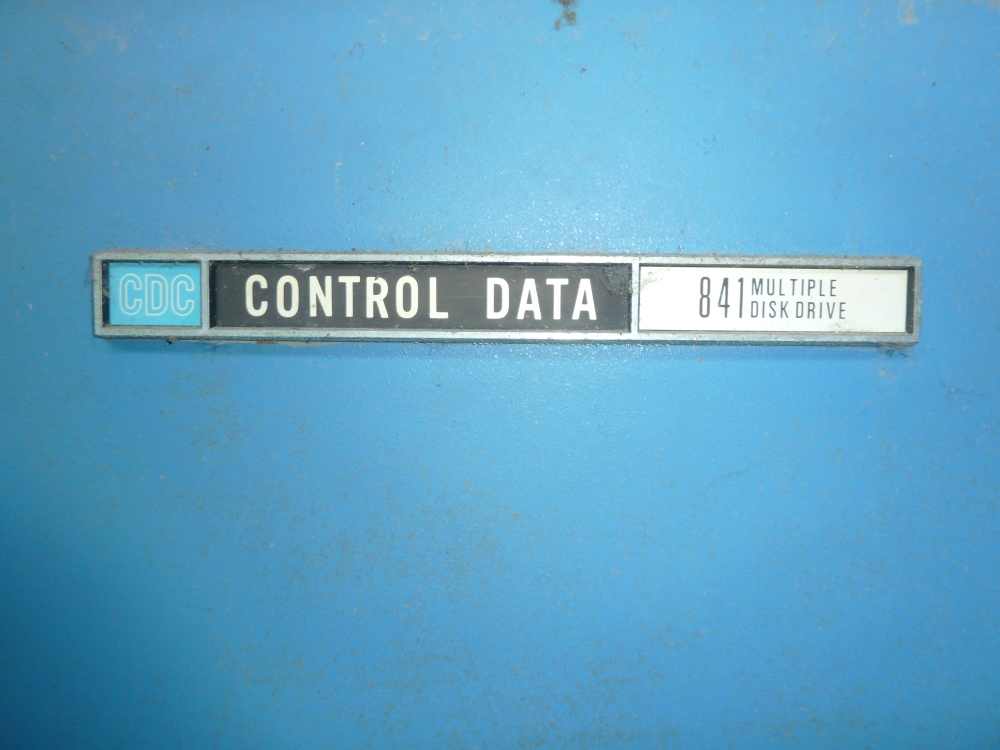 CDC CONTROL DATA 841 MULTIPLE
DISK DRIVE